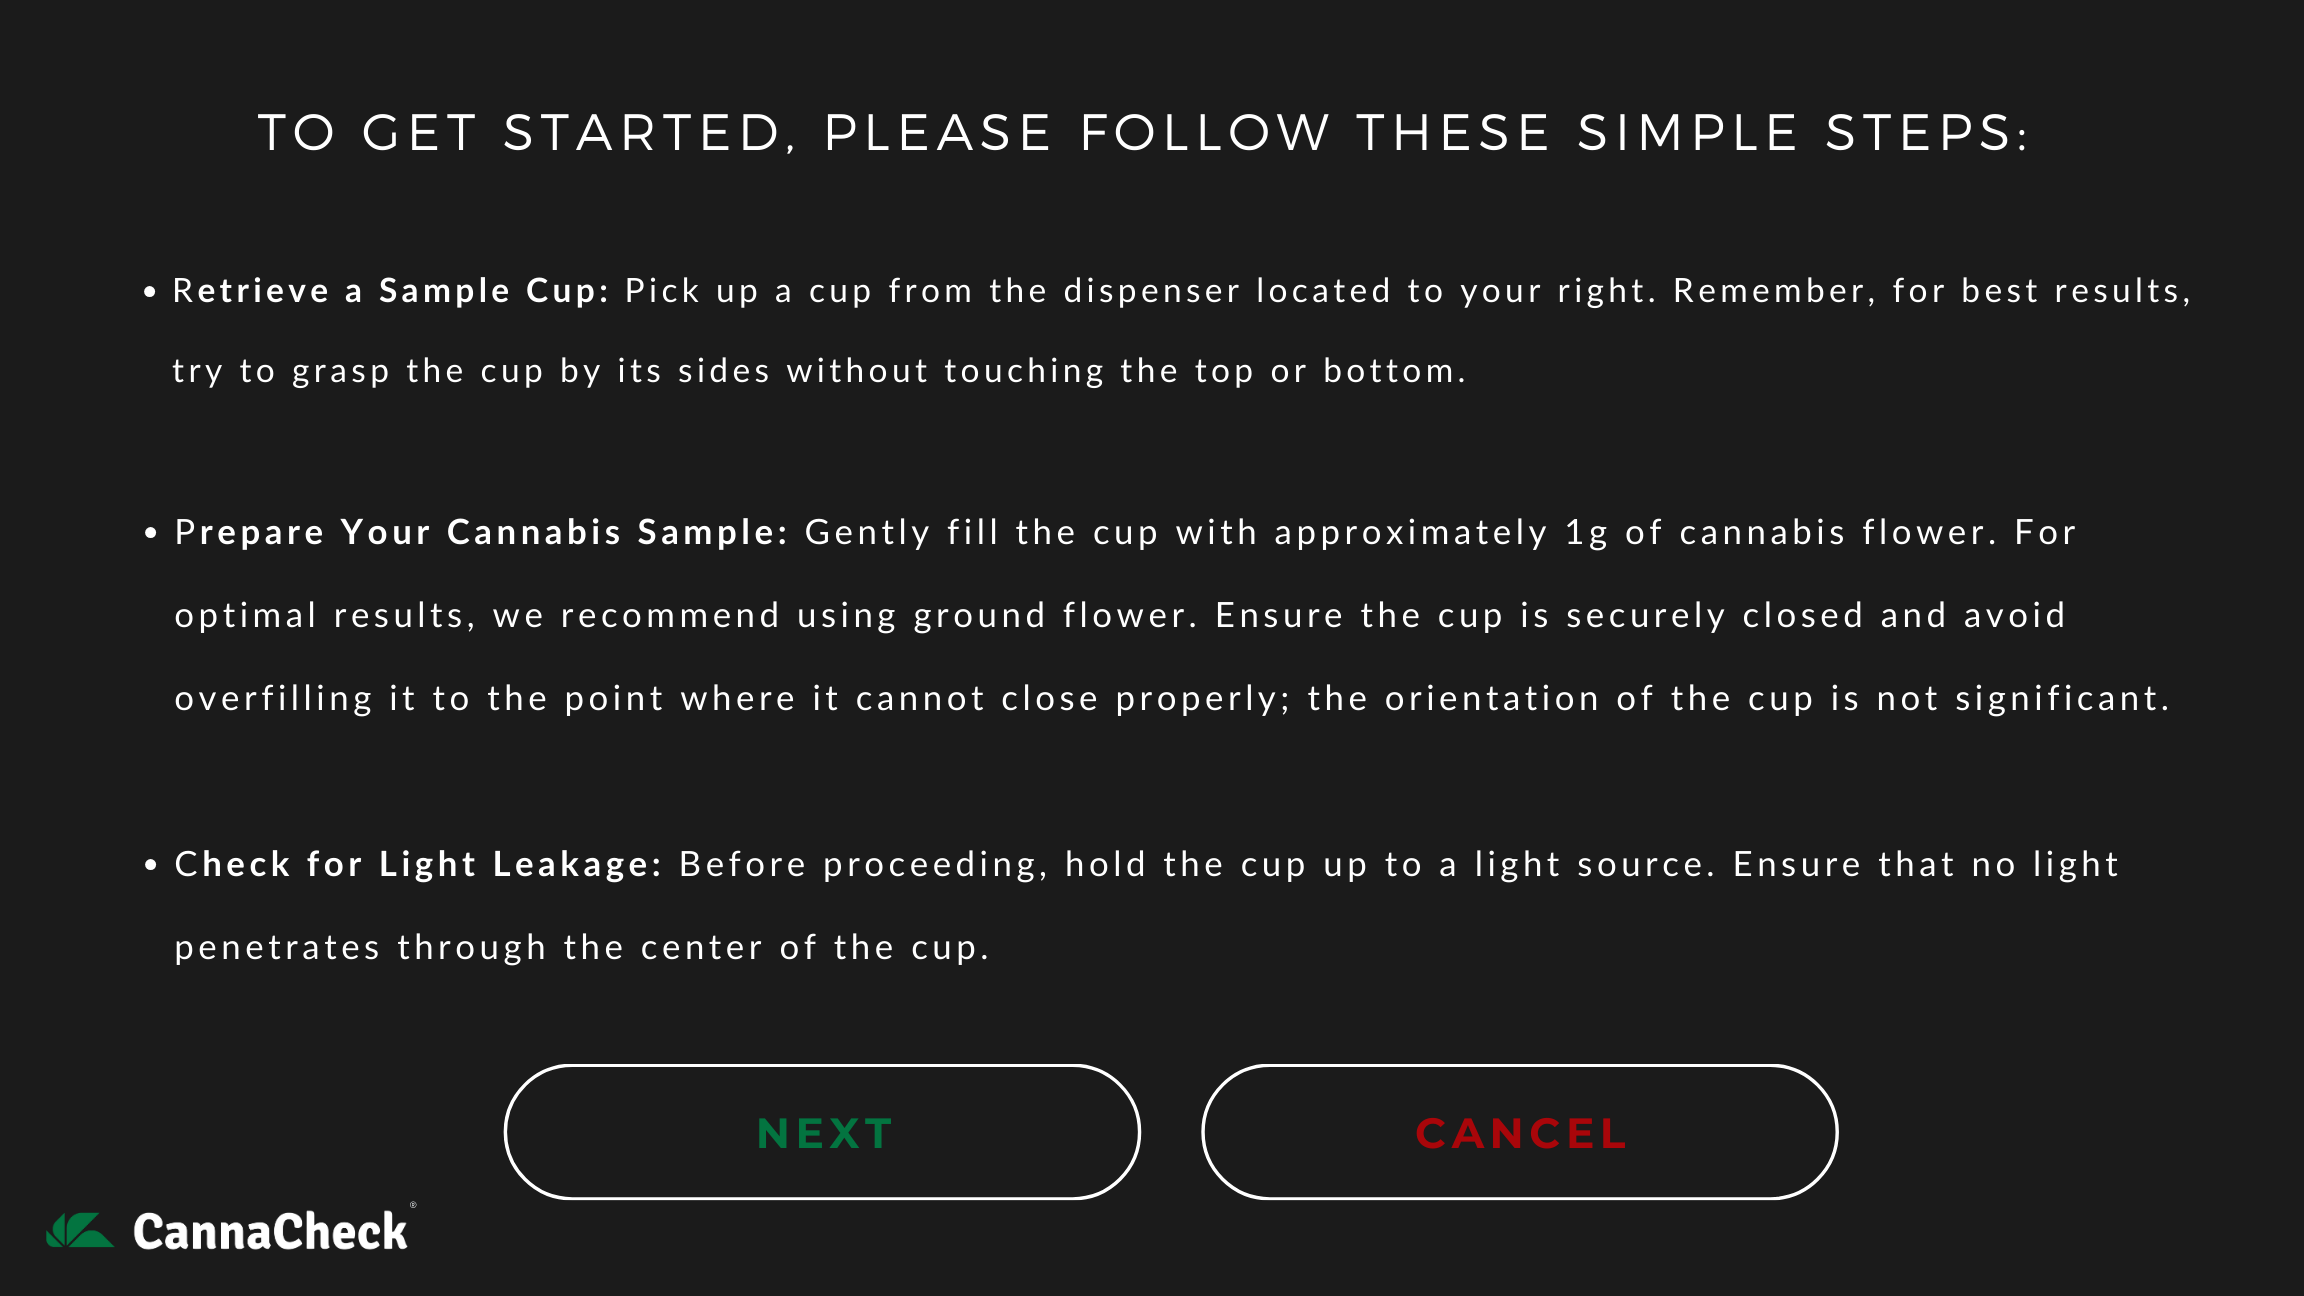 TO GET STARTED, PLEASE FOLLOW THESE SIMPLE STEPS:
• Retrieve a Sample Cup: Pick up a cup from the dispenser located to your right. Remember, for best results,
try to grasp the cup by its sides without touching the top or bottom.
• Prepare Your Cannabis Sample: Gently fill the cup with approximately 1g of cannabis flower. For
optimal results, we recommend using ground flower. Ensure the cup is securely closed and avoid
overfilling it to the point where it cannot close properly; the orientation of the cup is not significant.
• Check for Light Leakage: Before proceeding, hold the cup up to a light source. Ensure that no light
penetrates through the center of the cup.
NEXT
CANCEL
CannaCheck®